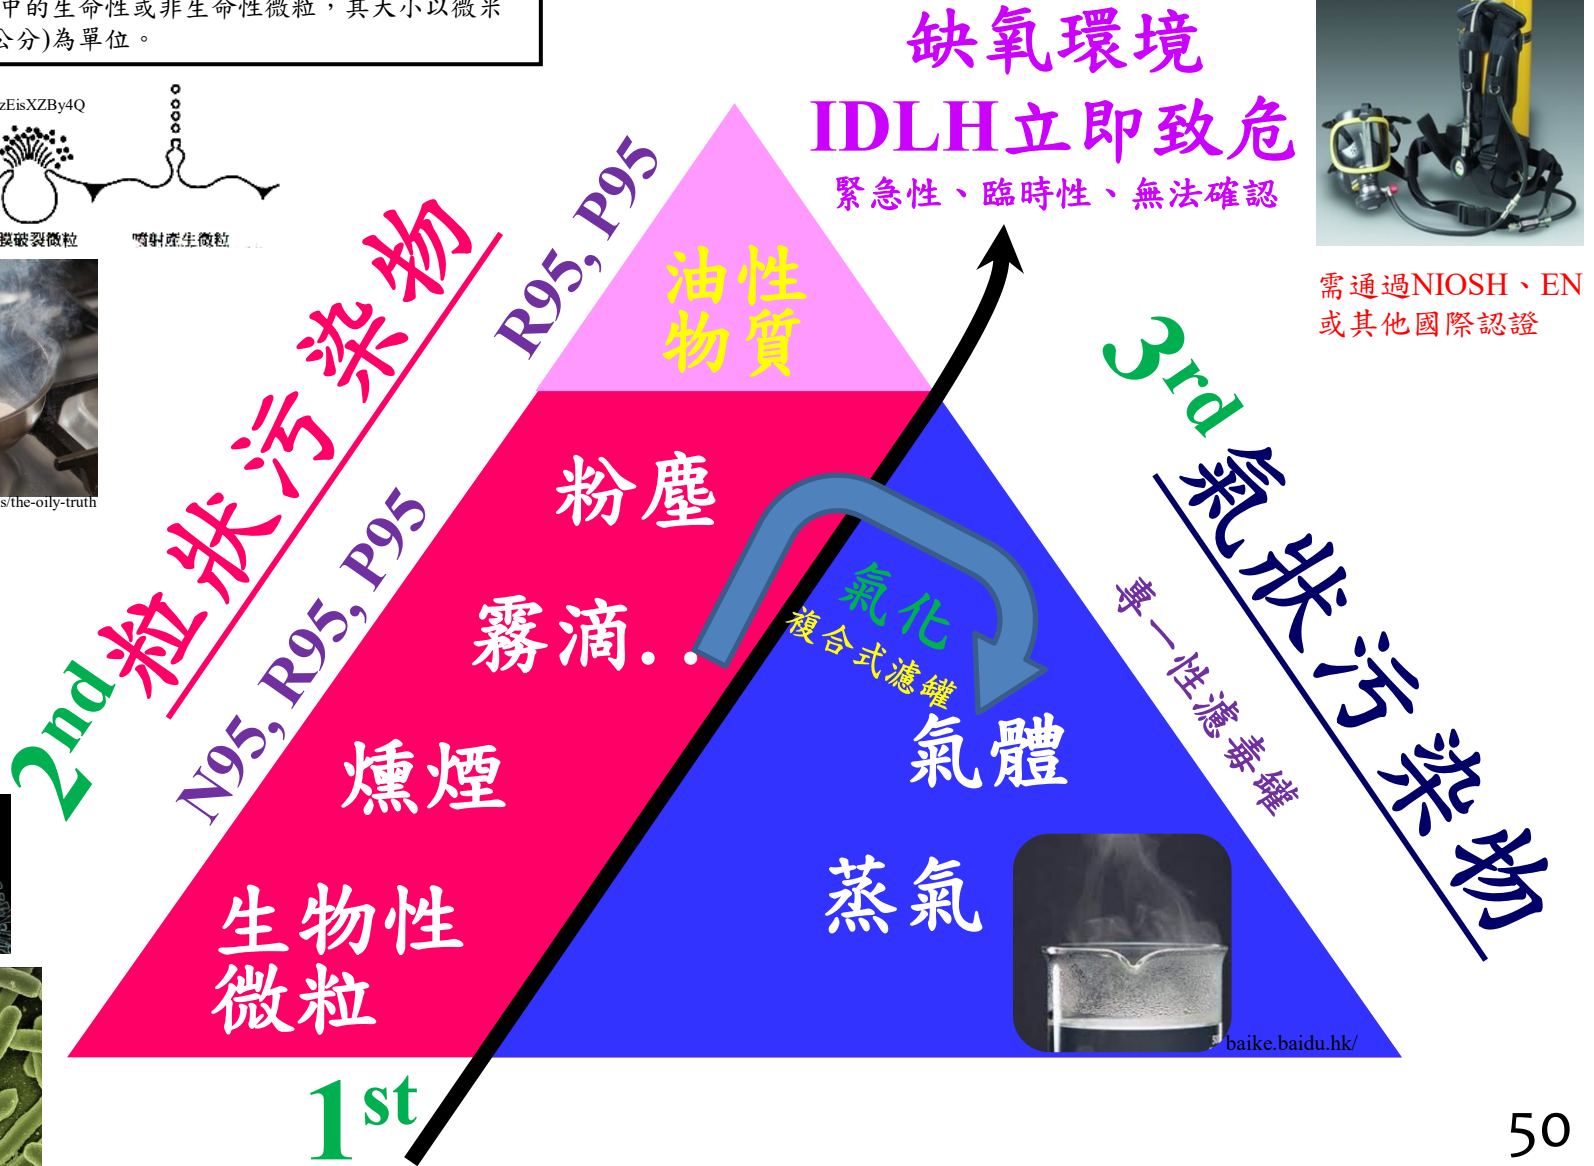 中的生命性或非生命性微粒，其大小以微米
公分)為單位。
zEisXZBy4Q
膜破裂微粒
噴射產生微粒
s/the-oily-truth
缺氧環境
IDLH立即致危
緊急性、臨時性、無法確認
需通過NIOSH、EN
或其他國際認證
2nd粒狀污染物
R95, P95
N95, R95, P95
油性
物質
粉塵
霧滴..
燻煙
生物性
微粒
氣化
複合式濾罐
氣體
蒸氣
baike.baidu.hk/
3rd氣狀污染物
專一性濾毒罐
1st
50